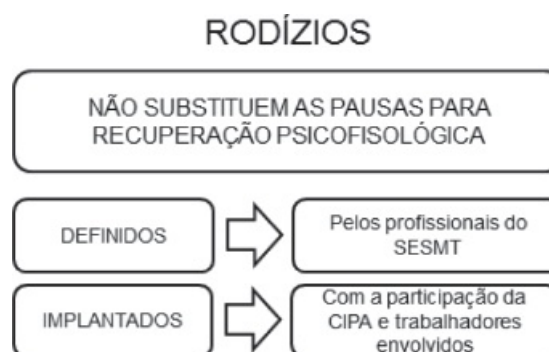 RODÍZIOS
NÃO SUBSTITUEM AS PAUSAS PARA
RECUPERAÇÃO PSICOFISOLÓGICA
DEFINIDOS
Pelos profissionais do
SESMT
IMPLANTADOS
Com a participação da
CIPA e trabalhadores
envolvidos